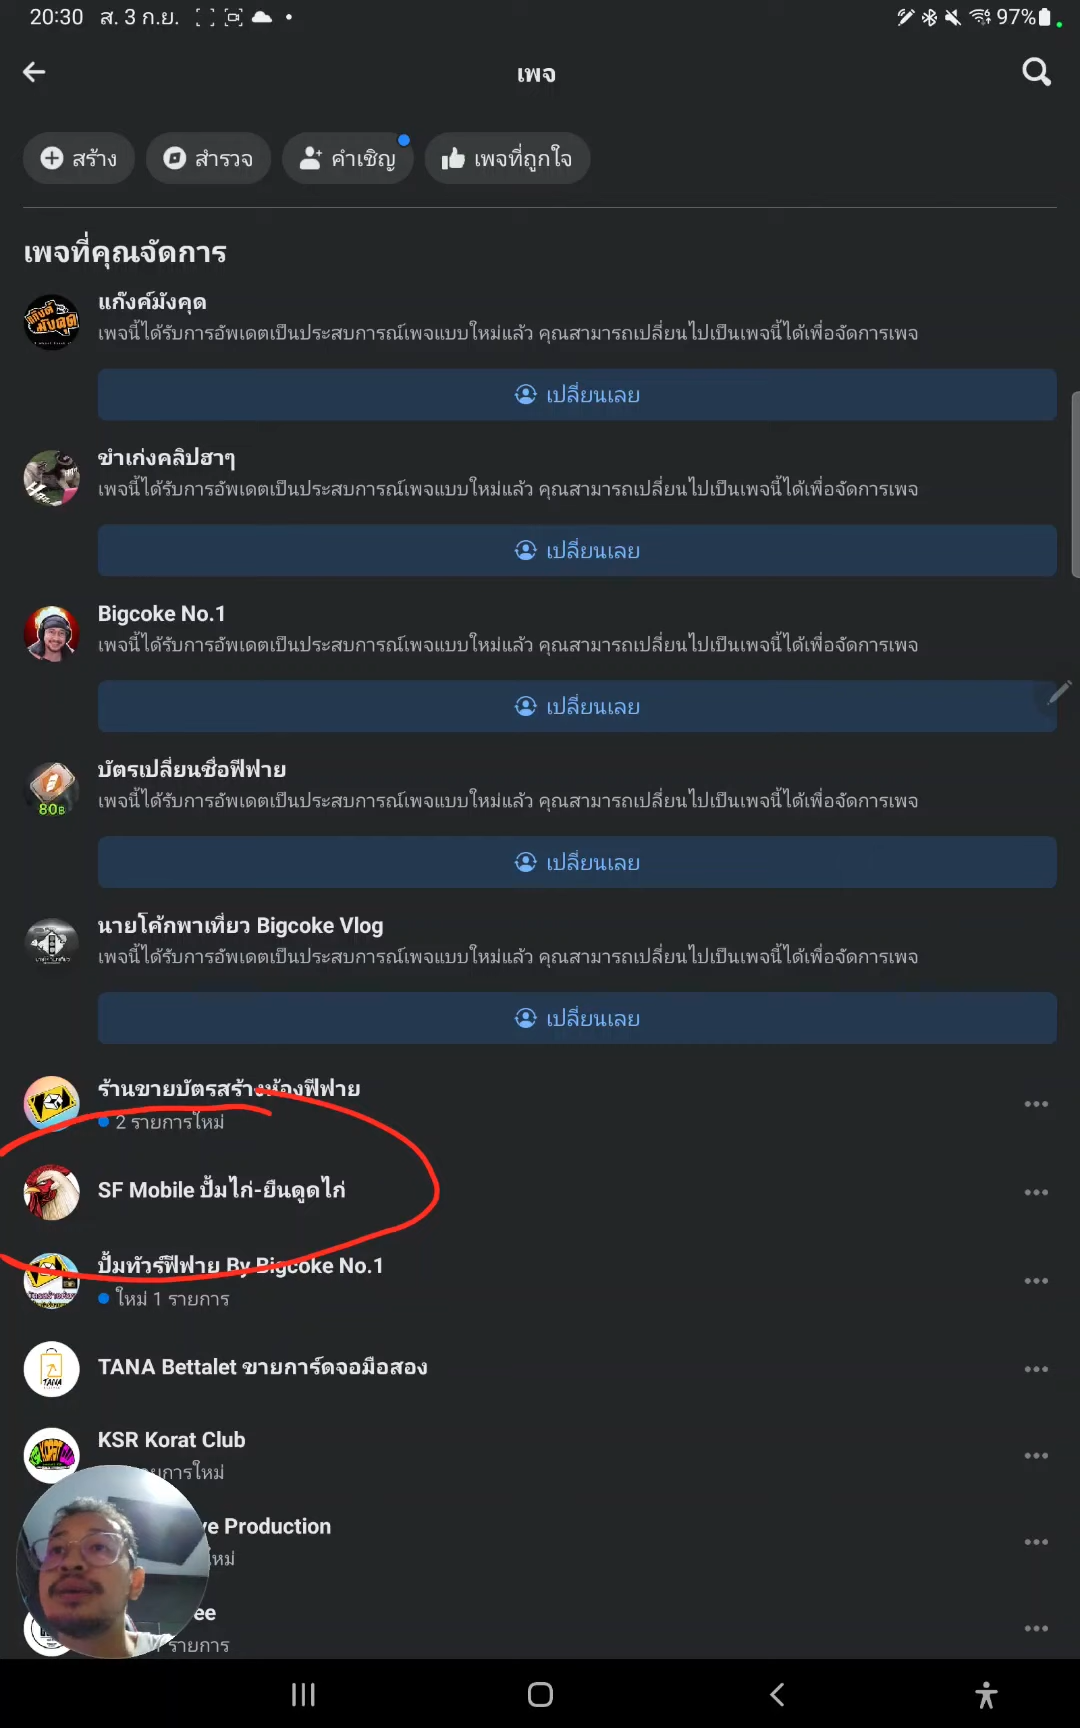 20:30 ส. 3 ก.ย.
97%
เพจ
สร้าง
สำรวจ
คำเชิญ
เพจที่ถูกใจ
เพจที่คุณจัดการ
แก๊งค์มังคุด
เพจนี้ได้รับการอัพเดตเป็นประสบการณ์เพจแบบใหม่แล้ว คุณสามารถเปลี่ยนไปเป็นเพจนี้ได้เพื่อจัดการเพจ
เปลี่ยนเลย
ขำเก่งคลิปฮาๆ
เพจนี้ได้รับการอัพเดตเป็นประสบการณ์เพจแบบใหม่แล้ว คุณสามารถเปลี่ยนไปเป็นเพจนี้ได้เพื่อจัดการเพจ
เปลี่ยนเลย
Bigcoke No.1
เพจนี้ได้รับการอัพเดตเป็นประสบการณ์เพจแบบใหม่แล้ว คุณสามารถเปลี่ยนไปเป็นเพจนี้ได้เพื่อจัดการเพจ
เปลี่ยนเลย
บัตรเปลี่ยนชื่อฟีฟาย
80฿
เพจนี้ได้รับการอัพเดตเป็นประสบการณ์เพจแบบใหม่แล้ว คุณสามารถเปลี่ยนไปเป็นเพจนี้ได้เพื่อจัดการเพจ
เปลี่ยนเลย
นายโค้กพาเที่ยว Bigcoke Vlog
เพจนี้ได้รับการอัพเดตเป็นประสบการณ์เพจแบบใหม่แล้ว คุณสามารถเปลี่ยนไปเป็นเพจนี้ได้เพื่อจัดการเพจ
เปลี่ยนเลย
ร้านขายบัตรสร้างห้องฟีฟาย
2 รายการใหม่
SF Mobile ปั้มไก่-ยืนดูดไก่
ปั้มทัวร์ฟีฟาย By Bigcoke No.1
ใหม่ 1 รายการ
TANA Bettalet ขายการ์ดจอมือสอง
TANA
KSR Korat Club
ยการใหม่
ve Production
ใหม่
ee
รายการ